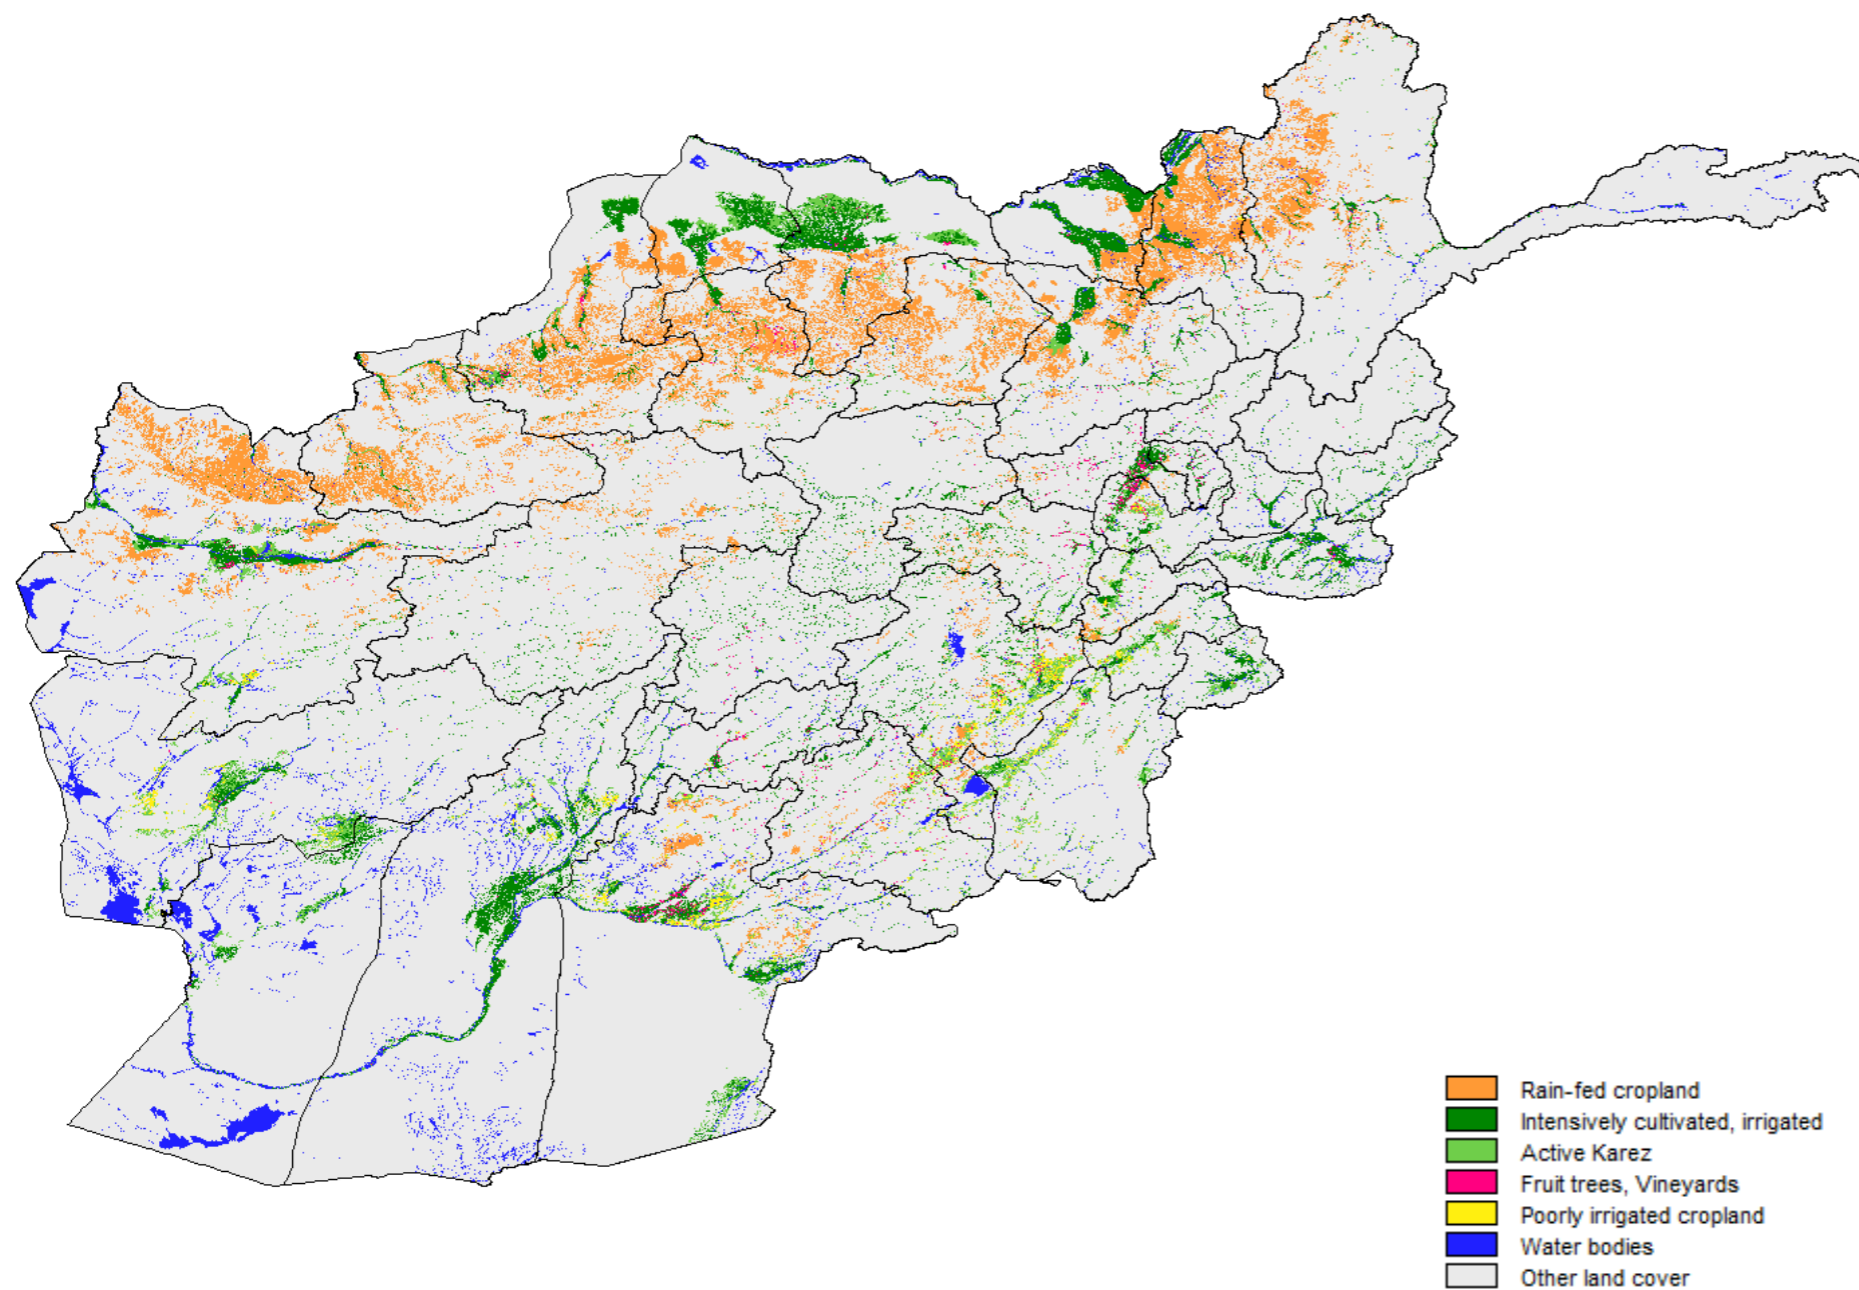 Rain-fed cropland
Intensively cultivated, irrigated
Active Karez
Fruit trees, Vineyards
Poorly irrigated cropland
Water bodies
Other land cover